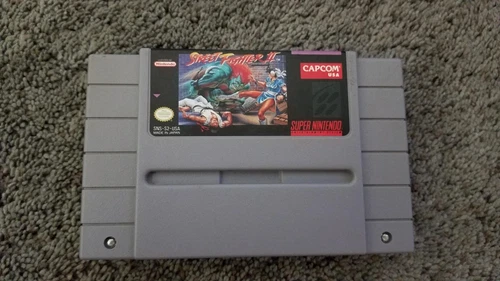 Nintendo
STREET FIGHTER II
CAPCOM
USA
SNS-S2-USA
MADE IN JAPAN
SUPER NINTENDO